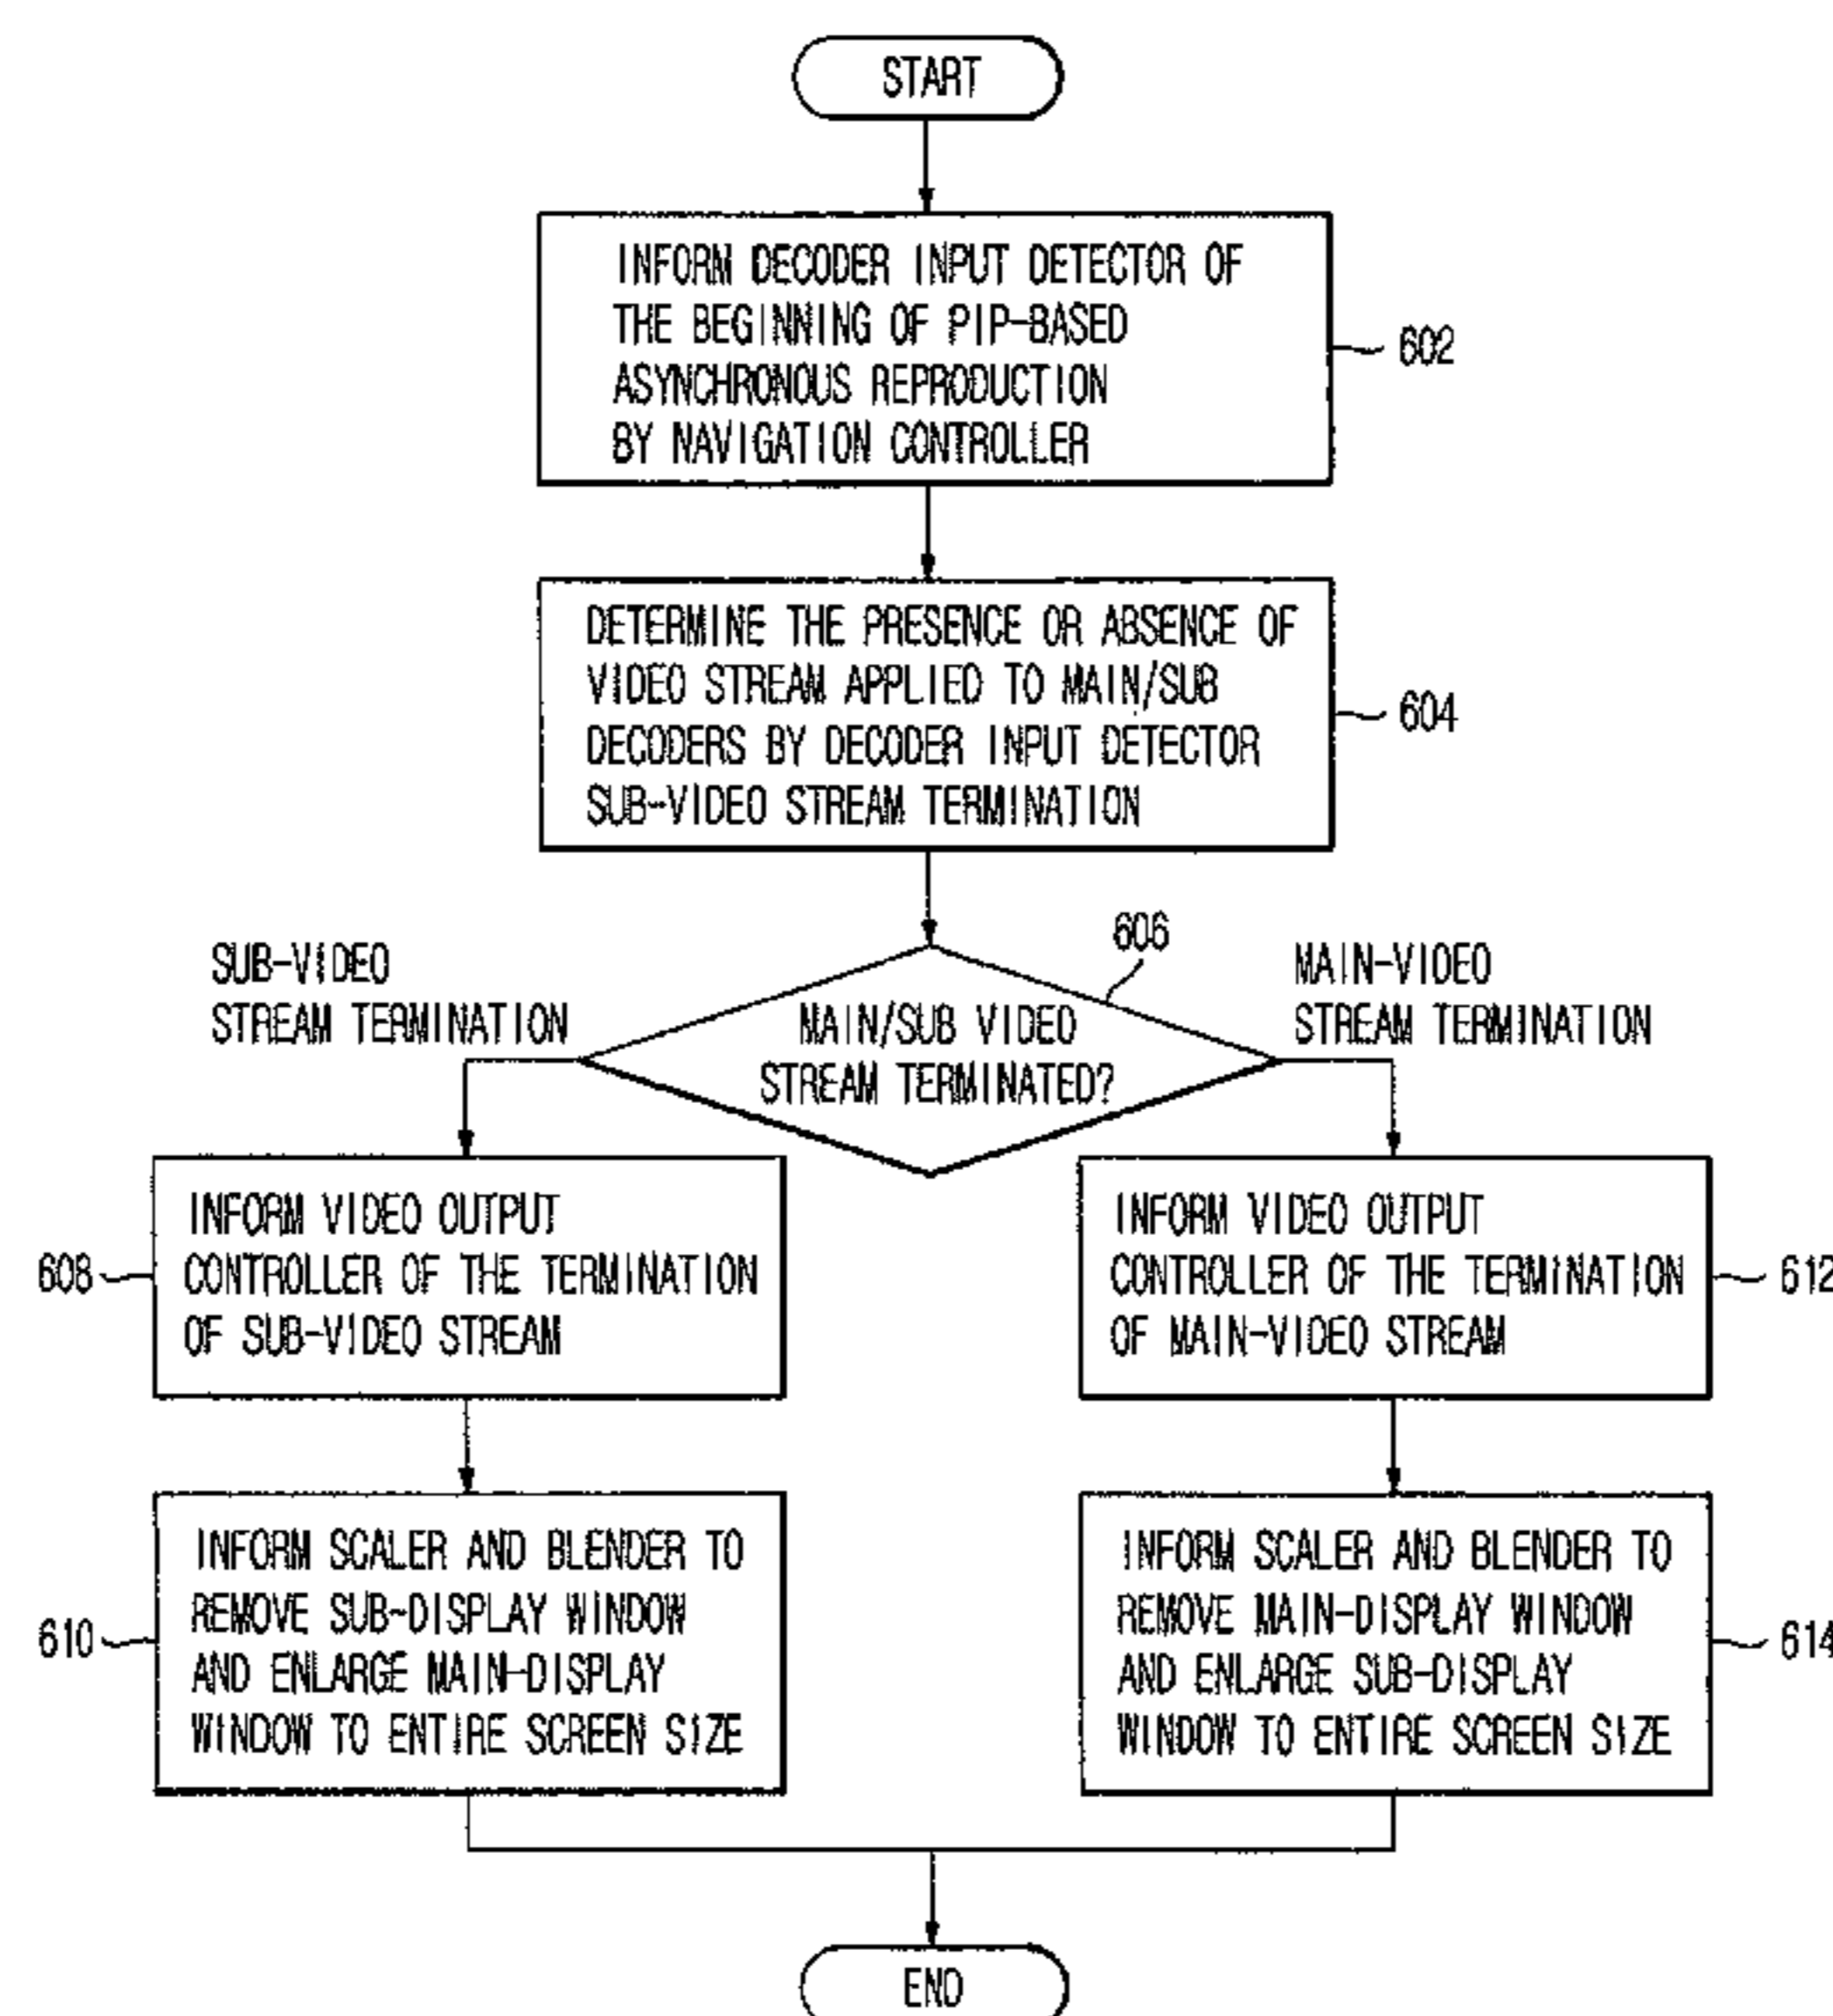 START
INFORM DECODER INPUT DETECTOR OF
THE BEGINNING OF PIP-BASED
ASYNCHRONOUS REPRODUCTION
BY NAVIGATION CONTROLLER
602
DETERMINE THE PRESENCE OR ABSENCE OF
VIDEO STREAM APPLIED TO MAIN/SUB
DECODERS BY DECODER INPUT DETECTOR
SUB-VIDEO STREAM TERMINATION
604
606
SUB-VIDEO
STREAM TERMINATION
MAIN/SUB VIDEO
STREAM TERMINATED?
MAIN-VIDEO
STREAM TERMINATION
608
INFORM VIDEO OUTPUT
CONTROLLER OF THE TERMINATION
OF SUB-VIDEO STREAM
INFORM VIDEO OUTPUT
CONTROLLER OF THE TERMINATION
OF MAIN-VIDEO STREAM
612
610
INFORM SCALER AND BLENDER TO
REMOVE SUB-DISPLAY WINDOW
AND ENLARGE MAIN-DISPLAY
WINDOW TO ENTIRE SCREEN SIZE
INFORM SCALER AND BLENDER TO
REMOVE MAIN-DISPLAY WINDOW
AND ENLARGE SUB-DISPLAY
WINDOW TO ENTIRE SCREEN SIZE
614
END